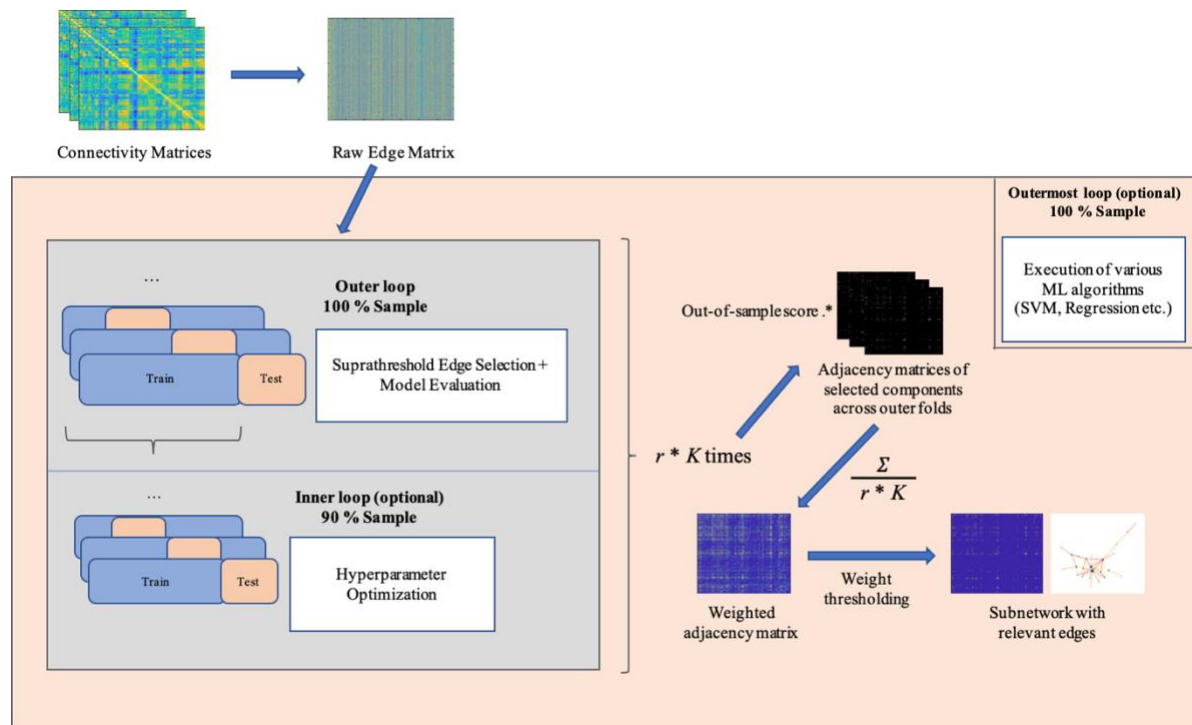 Connectivity Matrices
Raw Edge Matrix
Outermost loop (optional)
100 % Sample
Execution of various
ML algorithms
(SVM, Regression etc.)
...
Outer loop
100 % Sample
Suprathreshold Edge Selection +
Model Evaluation
Train
Test
...
Inner loop (optional)
90 % Sample
Hyperparameter
Optimization
Train
Test
r * K times
Out-of-sample score .*
Adjacency matrices of
selected components
across outer folds
Σ
r * K
Weighted
adjacency matrix
Weight
thresholding
Subnetwork with
relevant edges